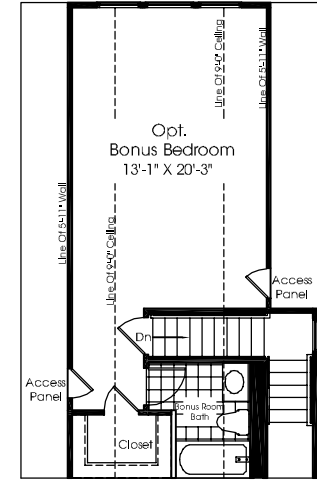 Line Of 9'-0" Ceiling
Line Of 5'-11" Wall
Opt.
Bonus Bedroom
13'-1" X 20'-3"
Line Of 5'-11" Wall
Line Of 9'-0" Ceiling
Access
Panel
Dn
Access
Panel
Bonus Room
Bath
Closet